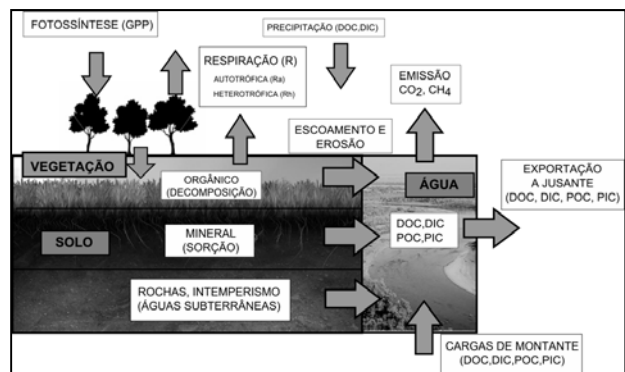 FOTOSSÍNTESE (GPP)
PRECIPITAÇÃO (DOC,DIC)
RESPIRAÇÃO (R)
AUTOTRÓFICA (Ra)
HETEROTRÓFICA (Rh)
EMISSÃO
CO2, CH4
ESCOAMENTO E
EROSÃO
VEGETAÇÃO
ORGÂNICO
(DECOMPOSIÇÃO)
ÁGUA
EXPORTAÇÃO
A JUSANTE
(DOC, DIC, POC, PIC)
SOLO
MINERAL
(SORÇÃO)
DOC,DIC
POC,PIC
ROCHAS, INTEMPERISMO
(ÁGUAS SUBTERRÂNEAS)
CARGAS DE MONTANTE
(DOC,DIC,POC,PIC)